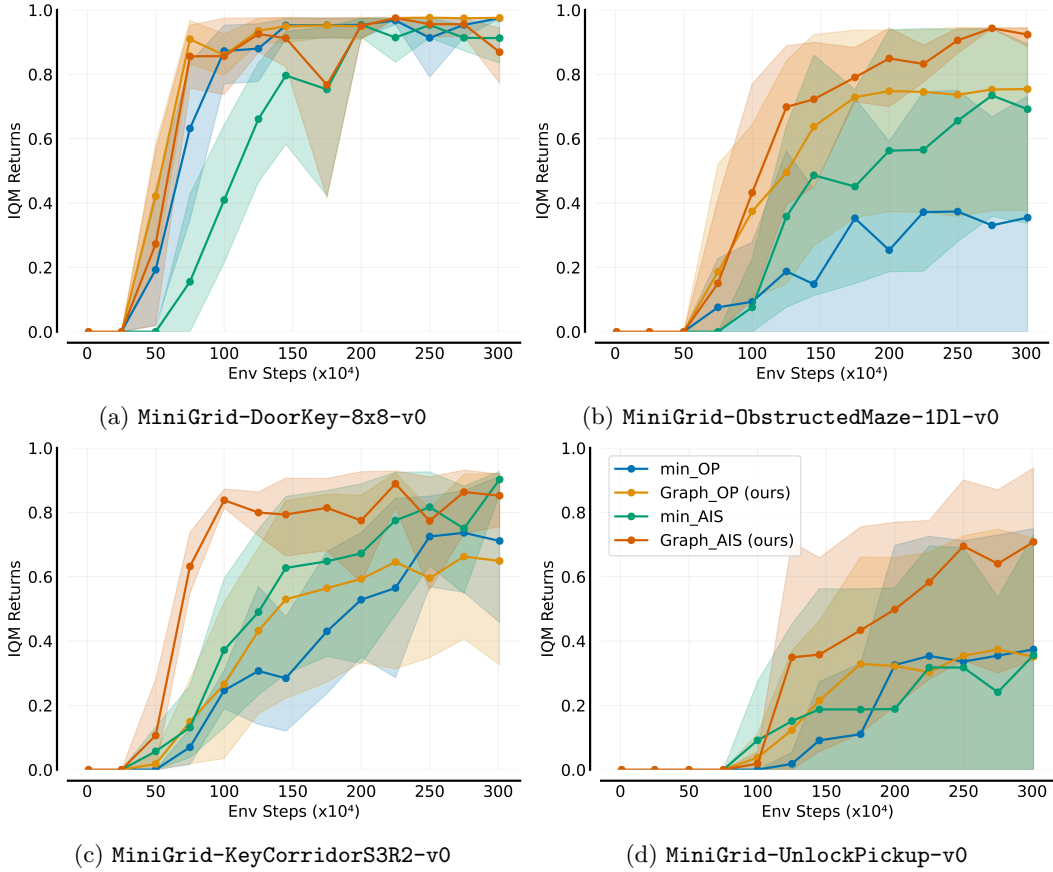 1.0
0.8
0.6
0.4
0.2
0.0
IQM Returns
0 50 100 150 200 250 300
Env Steps (x10⁴)
(a) MiniGrid-DoorKey-8x8-v0
1.0
0.8
0.6
0.4
0.2
0.0
IQM Returns
0 50 100 150 200 250 300
Env Steps (x10⁴)
(b) MiniGrid-ObstructedMaze-1Dl-v0
1.0
0.8
0.6
0.4
0.2
0.0
IQM Returns
0 50 100 150 200 250 300
Env Steps (x10⁴)
(c) MiniGrid-KeyCorridorS3R2-v0
1.0
0.8
0.6
0.4
0.2
0.0
IQM Returns
min_OP
Graph_OP (ours)
min_AIS
Graph_AIS (ours)
0 50 100 150 200 250 300
Env Steps (x10⁴)
(d) MiniGrid-UnlockPickup-v0